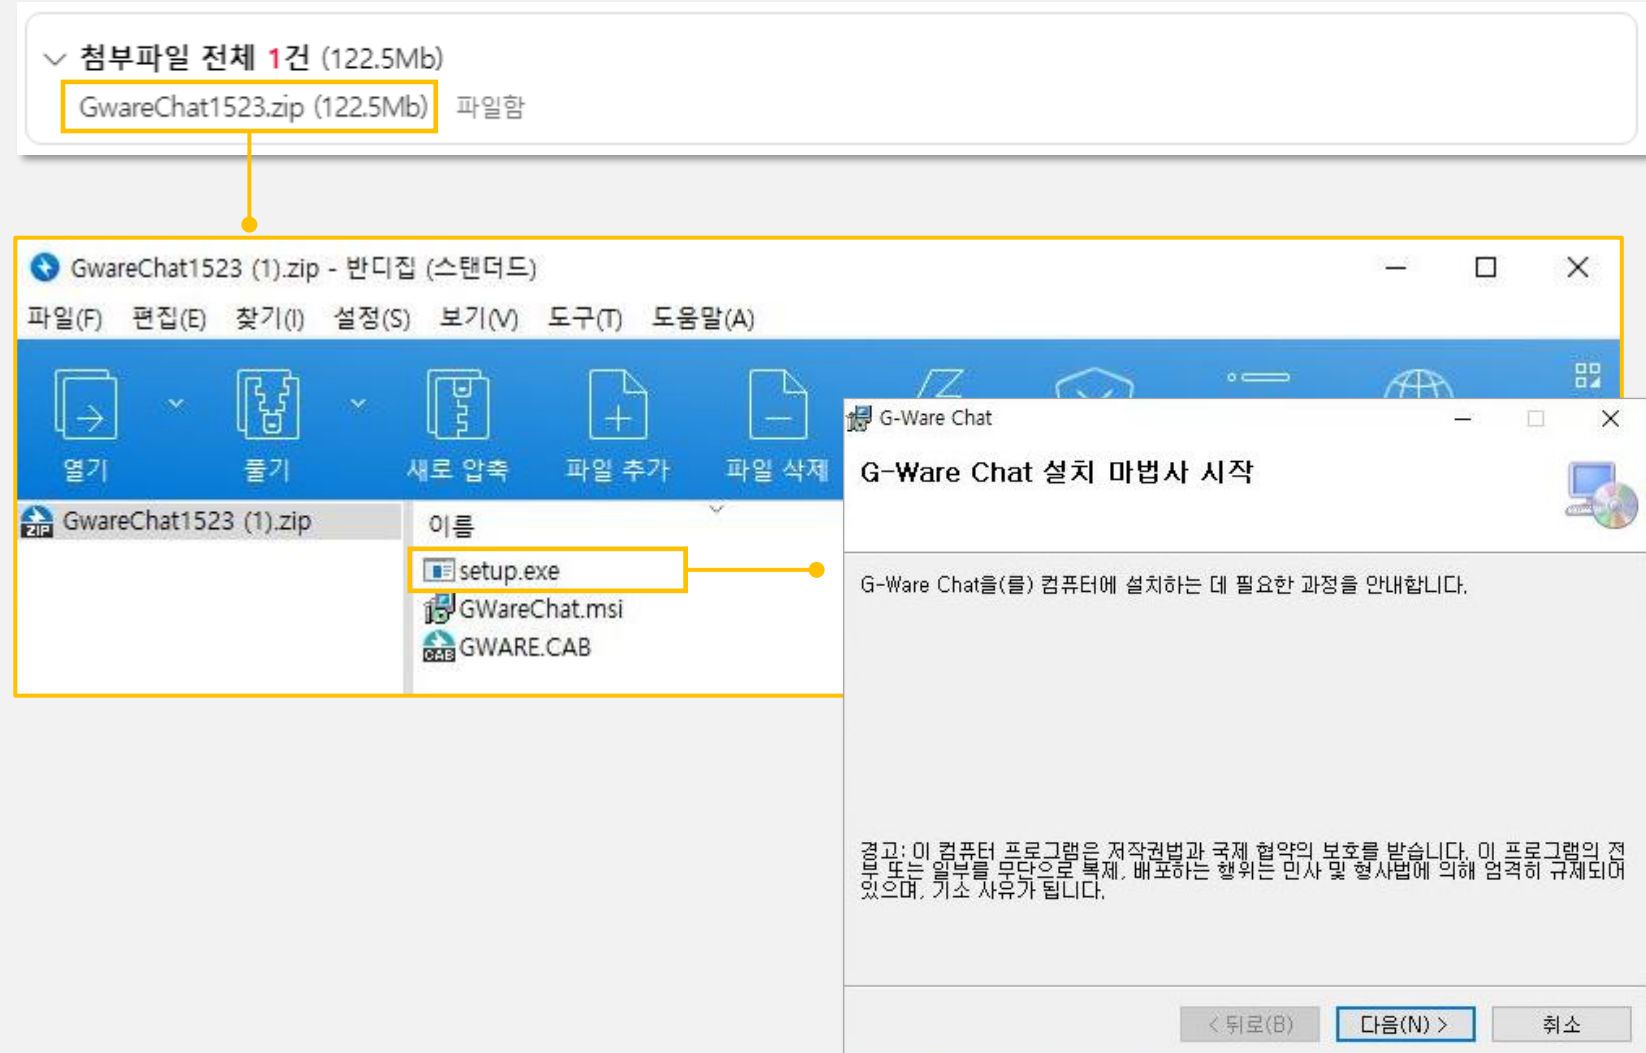 첨부파일 전체 1건 (122.5Mb)
GwareChat1523.zip (122.5Mb) 파일함
GwareChat1523 (1).zip - 반디집 (스탠더드)
파일(F) 편집(E) 찾기(I) 설정(S) 보기(V) 도구(T) 도움말(A)
열기 풀기 새로 압축 파일 추가 파일 삭제
ZIP GwareChat1523 (1).zip
이름
setup.exe
GWareChat.msi
CAB GWARE.CAB
G-Ware Chat
G-Ware Chat 설치 마법사 시작
G-Ware Chat을(를) 컴퓨터에 설치하는 데 필요한 과정을 안내합니다.
경고: 이 컴퓨터 프로그램은 저작권법과 국제 협약의 보호를 받습니다. 이 프로그램의 전
부 또는 일부를 무단으로 복제, 배포하는 행위는 민사 및 형사법에 의해 엄격히 규제되어
있으며, 기소 사유가 됩니다.
< 뒤로(B) 다음(N) > 취소